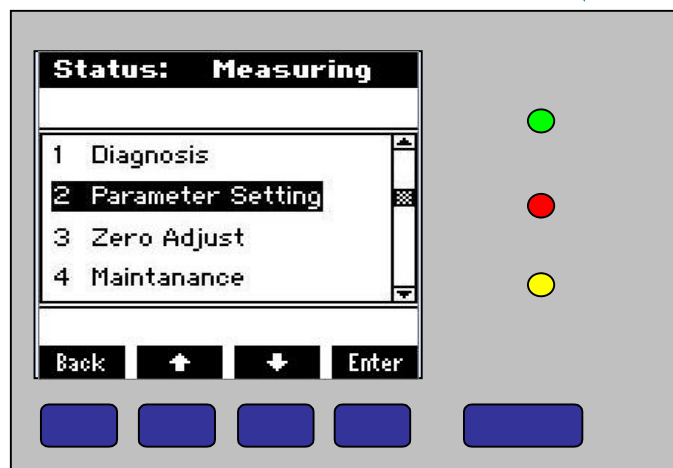 Status: Measuring
1 Diagnosis
2 Parameter Setting
3 Zero Adjust
4 Maintanance
Back Enter